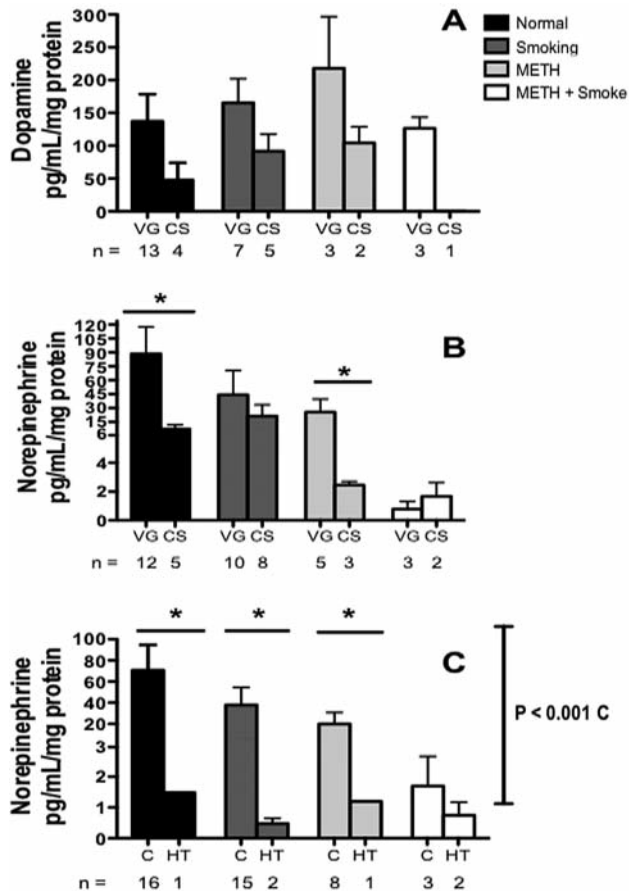 A
Normal
Smoking
METH
METH + Smoke
Dopamine
pg/mL/mg protein
300
250
200
150
100
50
0
VG CS VG CS VG CS VG CS
n = 13 4 7 5 3 2 3 1
B
*
*
Norepinephrine
pg/mL/mg protein
120
105
90
75
60
45
30
15
6
4
2
0
VG CS VG CS VG CS VG CS
n = 12 5 10 8 5 3 3 2
C
* * *
P < 0.001 C
Norepinephrine
pg/mL/mg protein
100
80
60
40
20
3
2
1
0
C HT C HT C HT C HT
n = 16 1 15 2 8 1 3 2